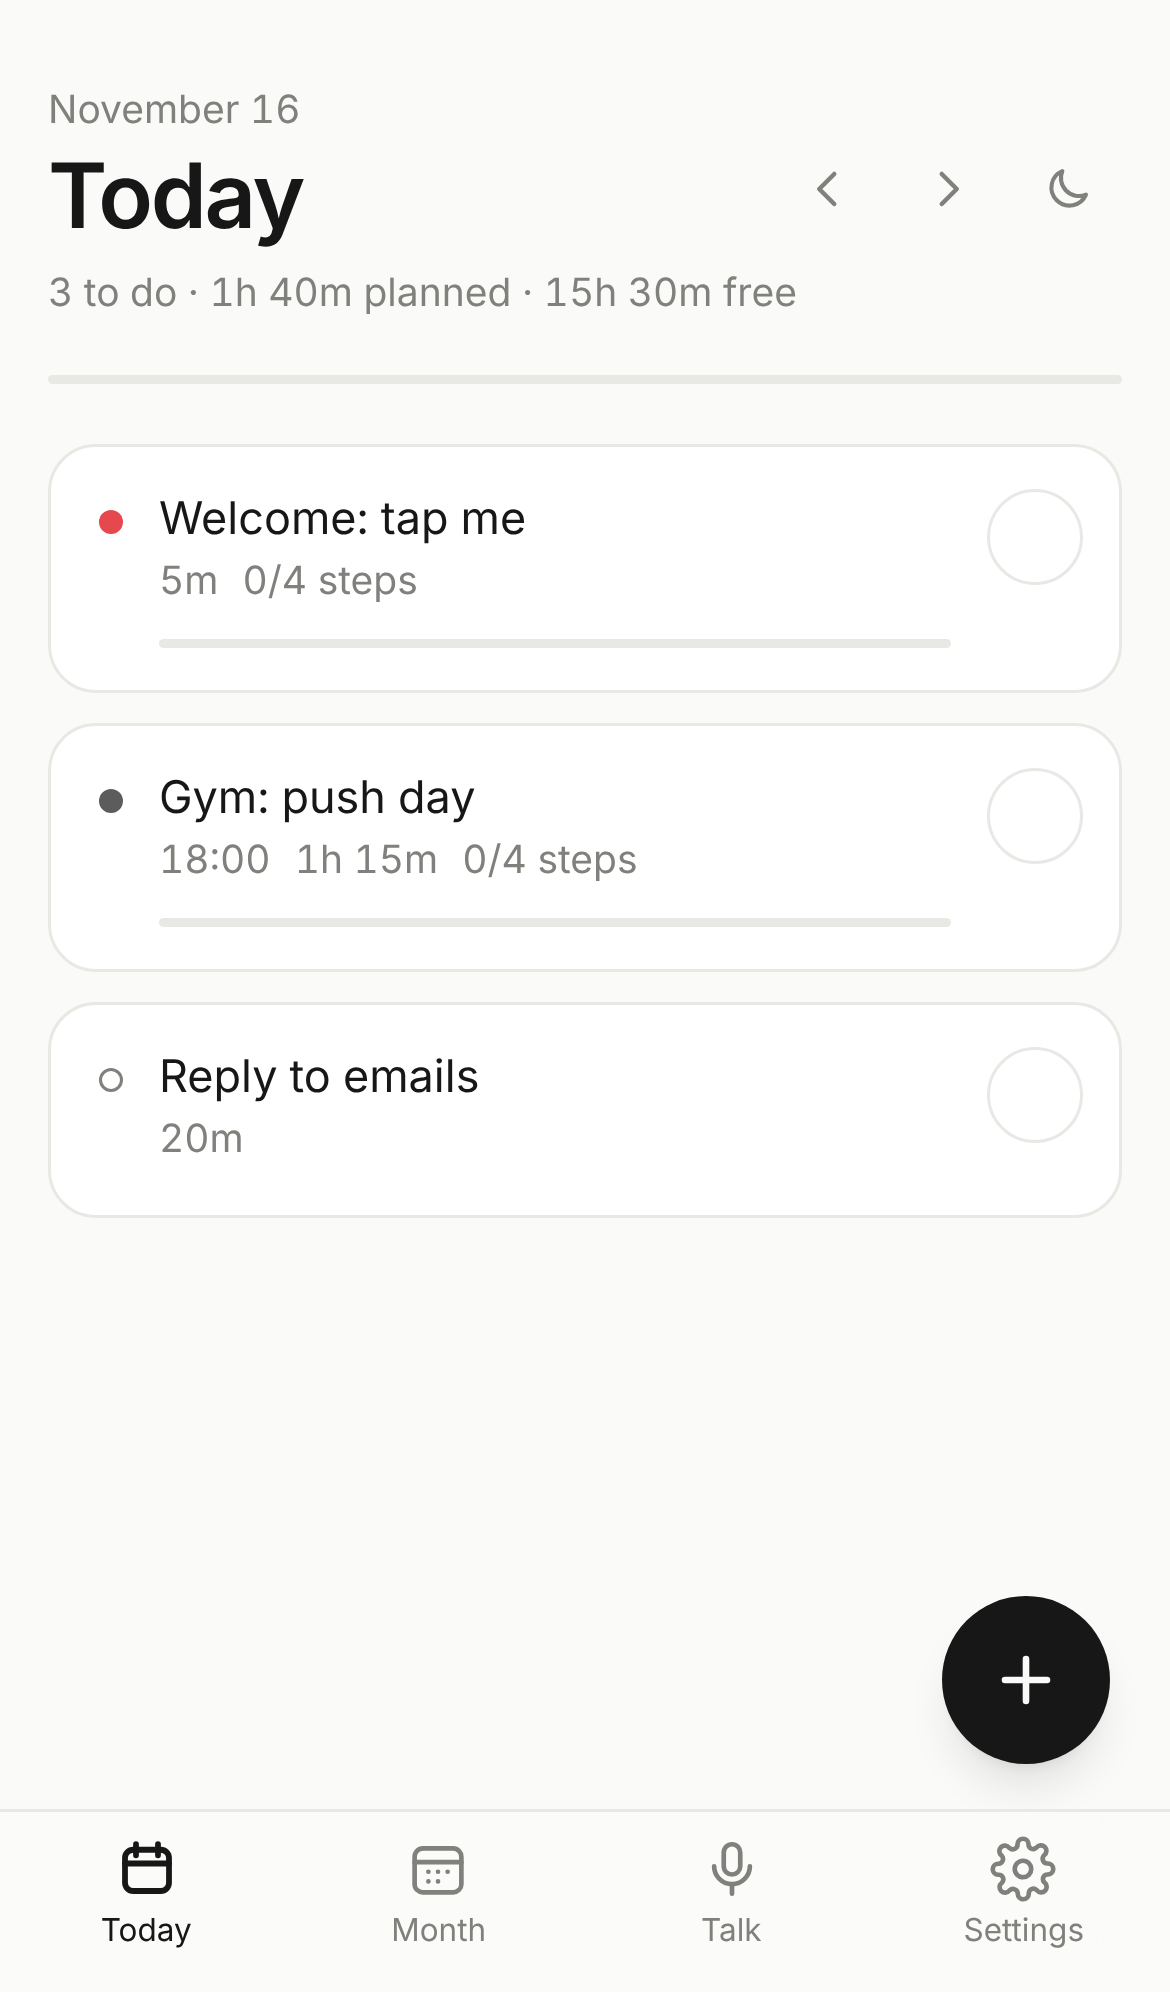 November 16
Today
3 to do · 1h 40m planned · 15h 30m free
Welcome: tap me
5m 0/4 steps
Gym: push day
18:00 1h 15m 0/4 steps
Reply to emails
20m
Today
Month
Talk
Settings